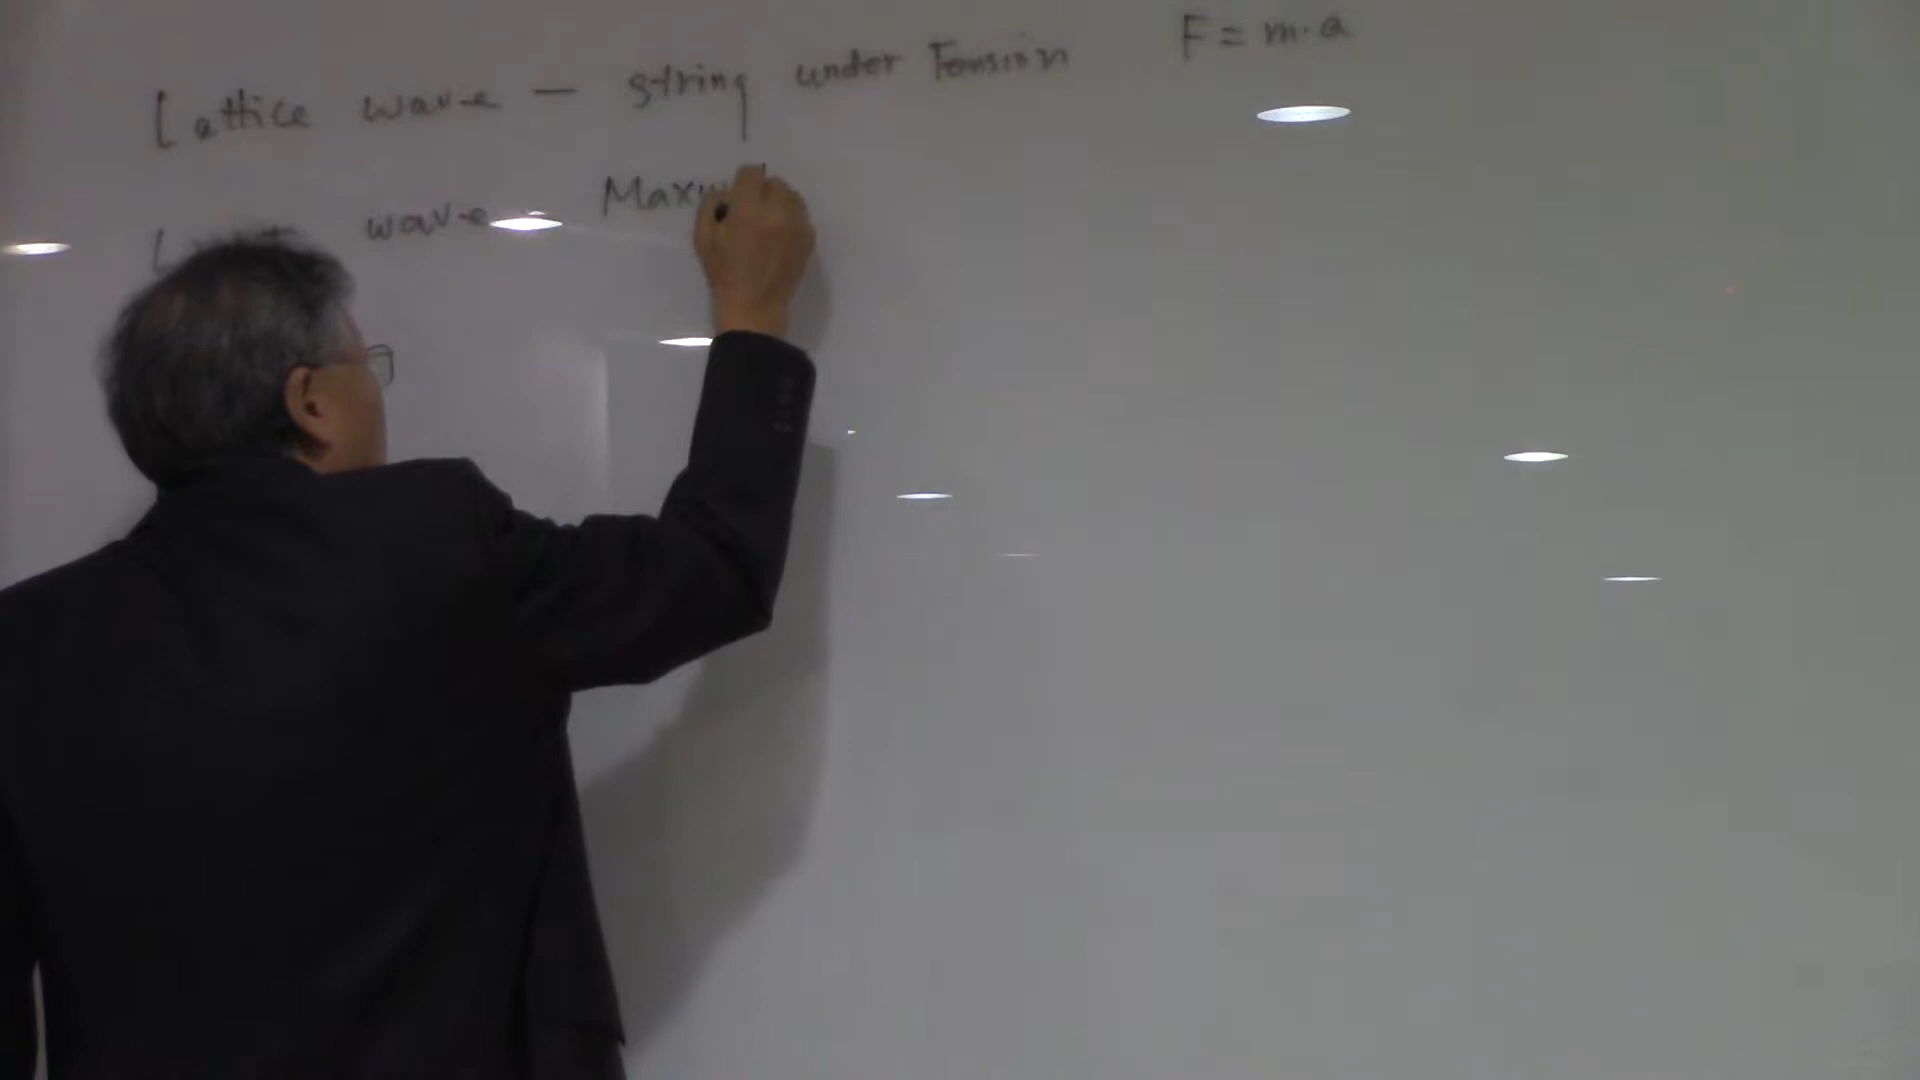 Lattice wave — string under Tension F = m·a
wave Maxw